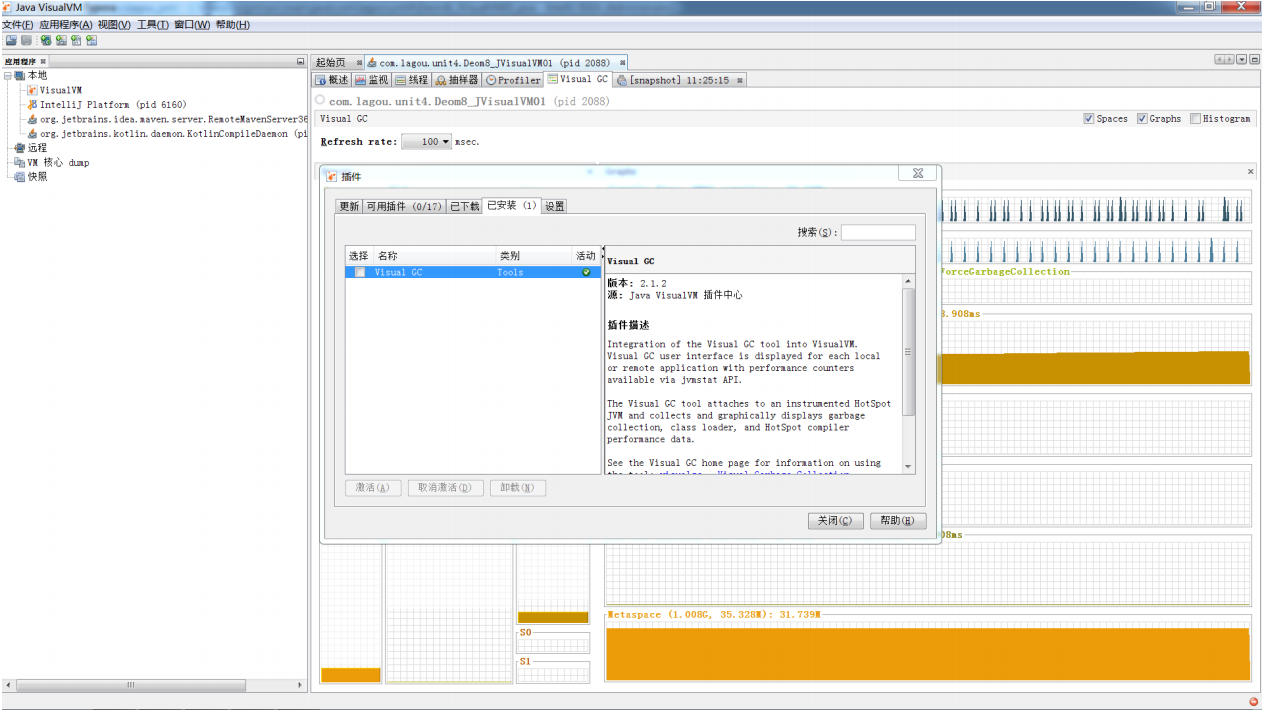 Java VisualVM
文件(F) 应用程序(A) 视图(V) 工具(T) 窗口(W) 帮助(H)
应用程序
本地
VisualVM
IntelliJ Platform (pid 6160)
org.jetbrains.idea.maven.server.RemoteMavenServer36
org.jetbrains.kotlin.daemon.KotlinCompileDaemon (pi
远程
VM 核心 dump
快照
起始页 com.lagou.unit4.Deom8_JVisualVM01 (pid 2088)
概述 监视 线程 抽样器 Profiler Visual GC [snapshot] 11:25:15
com.lagou.unit4.Deom8_JVisualVM01 (pid 2088)
Visual GC Spaces Graphs Histogram
Refresh rate: 100 msec.
Graphs
插件
更新 可用插件 (0/17) 已下载 已安装 (1) 设置
搜索(S):
选择 名称 类别 活动
Visual GC Tools
Visual GC
版本: 2.1.2
源: Java VisualVM 插件中心
插件描述
Integration of the Visual GC tool into VisualVM.
Visual GC user interface is displayed for each local
or remote application with performance counters
available via jvmstat API.
The Visual GC tool attaches to an instrumented HotSpot
JVM and collects and graphically displays garbage
collection, class loader, and HotSpot compiler
performance data.
See the Visual GC home page for information on using
激活(A) 取消激活(D) 卸载(N)
关闭(C) 帮助(H)
forceGarbageCollection
3.908ms
08ms
Metaspace (1.008G, 35.328M): 31.739M
S0
S1